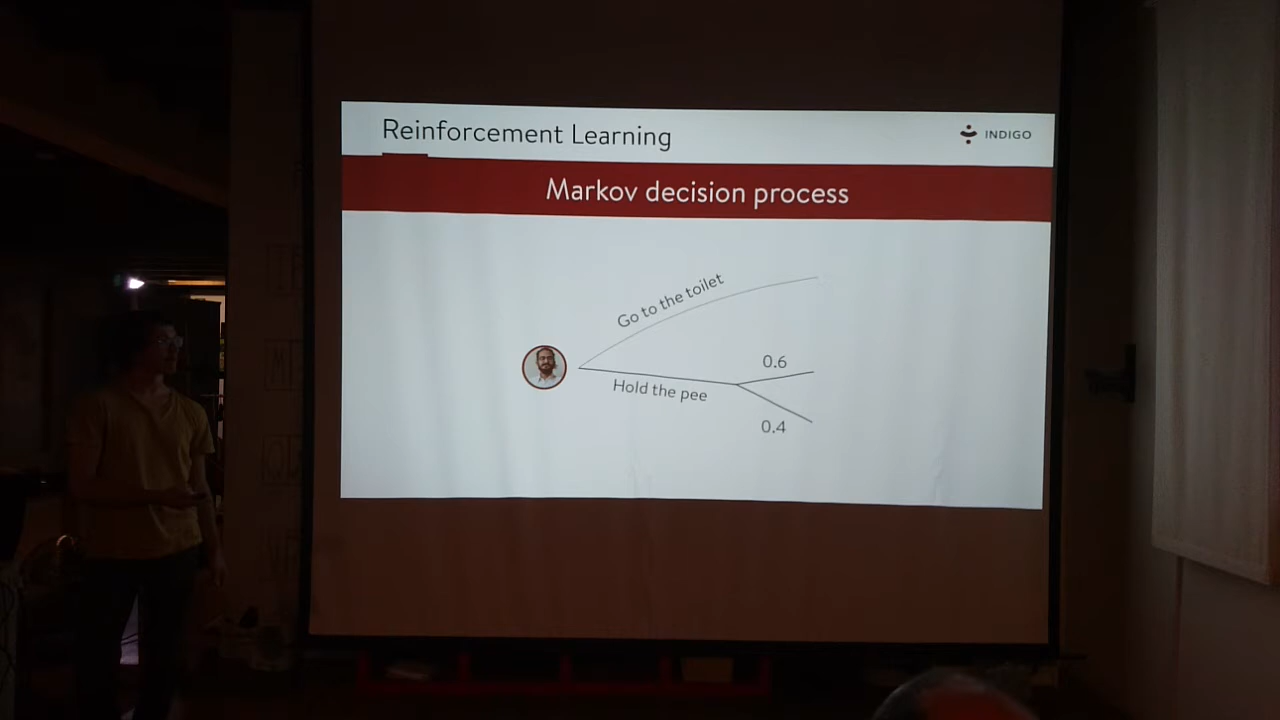 Reinforcement Learning
INDIGO
Markov decision process
Go to the toilet
0.6
Hold the pee
0.4